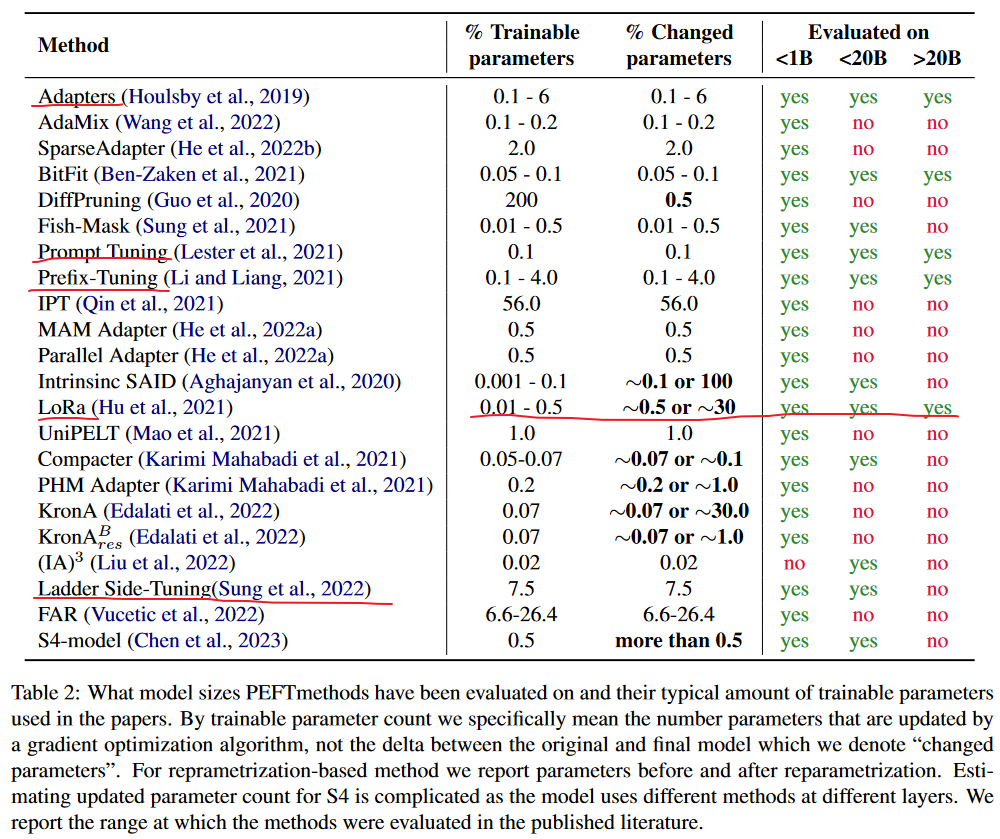 Method % Trainable parameters % Changed parameters Evaluated on <1B <20B >20B
Adapters (Houlsby et al., 2019) 0.1 - 6 0.1 - 6 yes yes yes
AdaMix (Wang et al., 2022) 0.1 - 0.2 0.1 - 0.2 yes no no
SparseAdapter (He et al., 2022b) 2.0 2.0 yes no no
BitFit (Ben-Zaken et al., 2021) 0.05 - 0.1 0.05 - 0.1 yes yes yes
DiffPruning (Guo et al., 2020) 200 0.5 yes no no
Fish-Mask (Sung et al., 2021) 0.01 - 0.5 0.01 - 0.5 yes yes no
Prompt Tuning (Lester et al., 2021) 0.1 0.1 yes yes yes
Prefix-Tuning (Li and Liang, 2021) 0.1 - 4.0 0.1 - 4.0 yes yes yes
IPT (Qin et al., 2021) 56.0 56.0 yes no no
MAM Adapter (He et al., 2022a) 0.5 0.5 yes no no
Parallel Adapter (He et al., 2022a) 0.5 0.5 yes no no
Intrinsinc SAID (Aghajanyan et al., 2020) 0.001 - 0.1 ~0.1 or 100 yes yes no
LoRa (Hu et al., 2021) 0.01 - 0.5 ~0.5 or ~30 yes yes yes
UniPELT (Mao et al., 2021) 1.0 1.0 yes no no
Compacter (Karimi Mahabadi et al., 2021) 0.05-0.07 ~0.07 or ~0.1 yes yes no
PHM Adapter (Karimi Mahabadi et al., 2021) 0.2 ~0.2 or ~1.0 yes no no
KronA (Edalati et al., 2022) 0.07 ~0.07 or ~30.0 yes no no
KronA^B_res (Edalati et al., 2022) 0.07 ~0.07 or ~1.0 yes no no
(IA)³ (Liu et al., 2022) 0.02 0.02 no yes no
Ladder Side-Tuning(Sung et al., 2022) 7.5 7.5 yes yes no
FAR (Vucetic et al., 2022) 6.6-26.4 6.6-26.4 yes no no
S4-model (Chen et al., 2023) 0.5 more than 0.5 yes yes no
Table 2: What model sizes PEFTmethods have been evaluated on and their typical amount of trainable parameters
used in the papers. By trainable parameter count we specifically mean the number parameters that are updated by
a gradient optimization algorithm, not the delta between the original and final model which we denote “changed
parameters”. For reprametrization-based method we report parameters before and after reparametrization. Esti-
mating updated parameter count for S4 is complicated as the model uses different methods at different layers. We
report the range at which the methods were evaluated in the published literature.